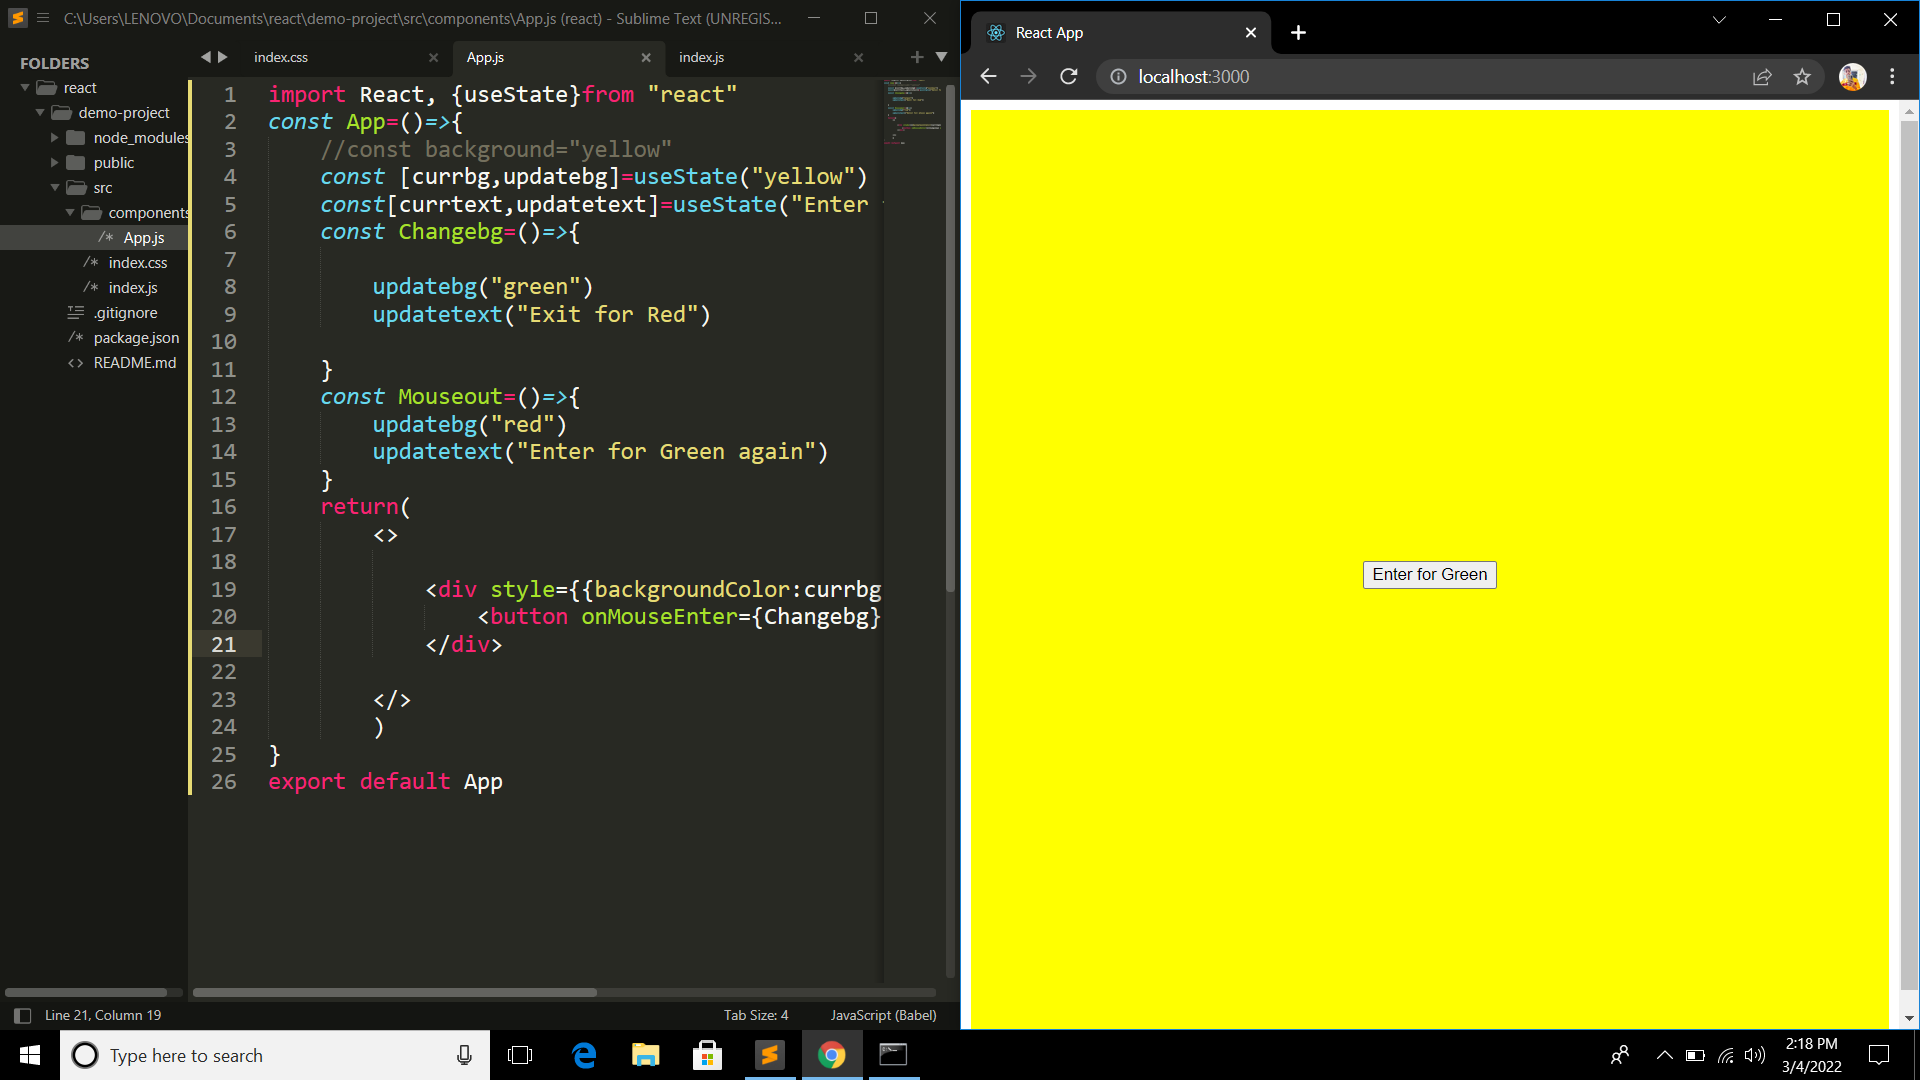 C:\Users\LENOVO\Documents\react\demo-project\src\components\App.js (react) - Sublime Text (UNREGIS...
FOLDERS
react
demo-project
node_modules
public
src
components
App.js
index.css
index.js
.gitignore
package.json
README.md
index.css
App.js
index.js
1 import React, {useState}from "react"
2 const App=()=>{
3 //const background="yellow"
4 const [currbg,updatebg]=useState("yellow")
5 const[currtext,updatetext]=useState("Enter
6 const Changebg=()=>{
7
8 updatebg("green")
9 updatetext("Exit for Red")
10
11 }
12 const Mouseout=()=>{
13 updatebg("red")
14 updatetext("Enter for Green again")
15 }
16 return(
17 <>
18
19 <div style={{backgroundColor:currbg
20 <button onMouseEnter={Changebg}
21 </div>
22
23 </>
24 )
25 }
26 export default App
Line 21, Column 19
Tab Size: 4
JavaScript (Babel)
React App
localhost:3000
Enter for Green
Type here to search
2:18 PM
3/4/2022